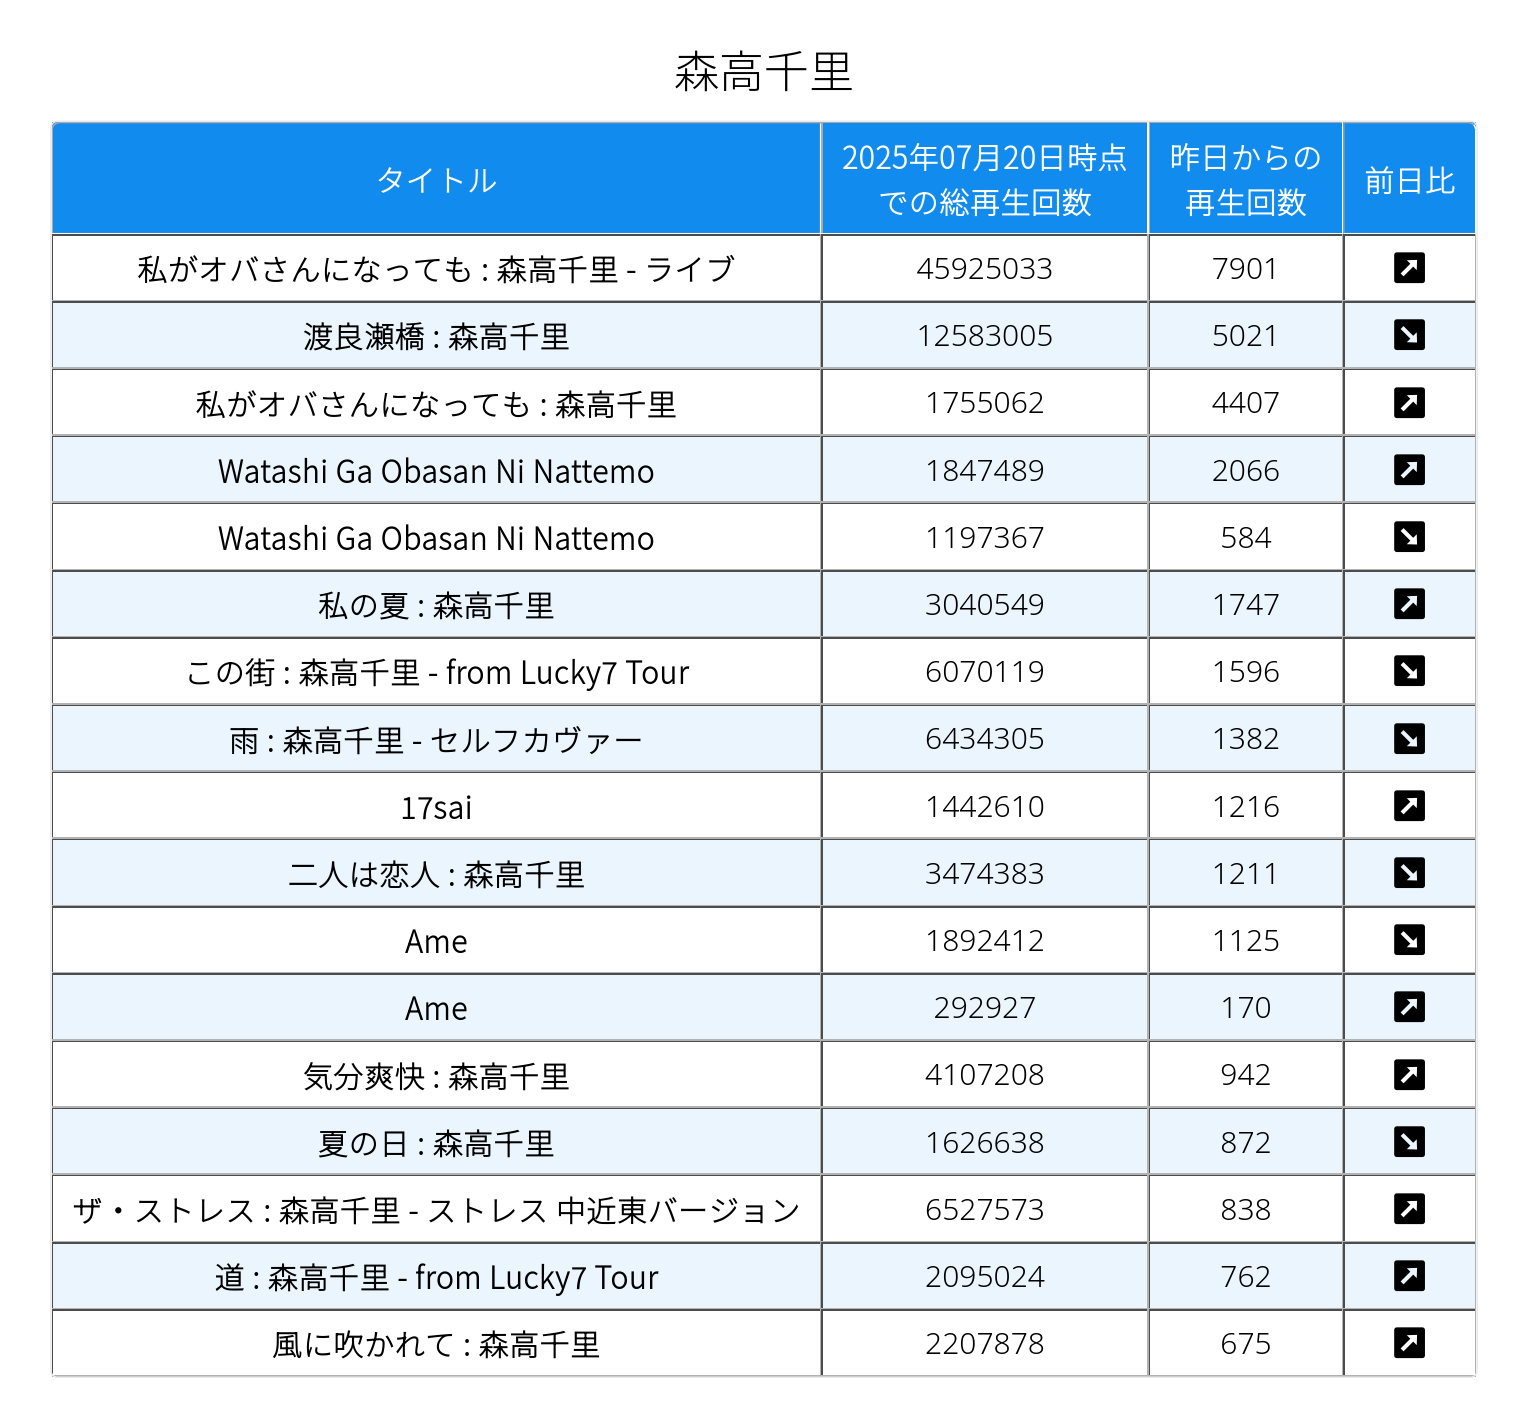 森高千里
タイトル 2025年07月20日時点での総再生回数 昨日からの再生回数 前日比
私がオバさんになっても : 森高千里 - ライブ 45925033 7901 ↗
渡良瀬橋 : 森高千里 12583005 5021 ↘
私がオバさんになっても : 森高千里 1755062 4407 ↗
Watashi Ga Obasan Ni Nattemo 1847489 2066 ↗
Watashi Ga Obasan Ni Nattemo 1197367 584 ↘
私の夏 : 森高千里 3040549 1747 ↗
この街 : 森高千里 - from Lucky7 Tour 6070119 1596 ↘
雨 : 森高千里 - セルフカヴァー 6434305 1382 ↘
17sai 1442610 1216 ↗
二人は恋人 : 森高千里 3474383 1211 ↘
Ame 1892412 1125 ↘
Ame 292927 170 ↗
気分爽快 : 森高千里 4107208 942 ↗
夏の日 : 森高千里 1626638 872 ↘
ザ・ストレス : 森高千里 - ストレス 中近東バージョン 6527573 838 ↗
道 : 森高千里 - from Lucky7 Tour 2095024 762 ↗
風に吹かれて : 森高千里 2207878 675 ↗